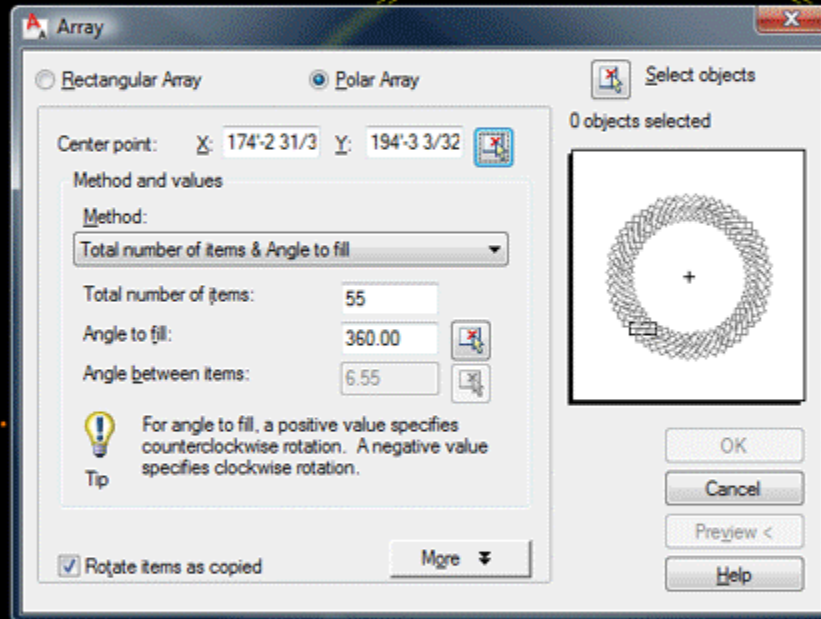 Array
Rectangular Array
Polar Array
Select objects
0 objects selected
Center point: X: 174'-2 31/3 Y: 194'-3 3/32
Method and values
Method:
Total number of items & Angle to fill
Total number of items: 55
Angle to fill: 360.00
Angle between items: 6.55
For angle to fill, a positive value specifies
counterclockwise rotation. A negative value
specifies clockwise rotation.
Tip
Rotate items as copied
More
OK
Cancel
Preview <
Help